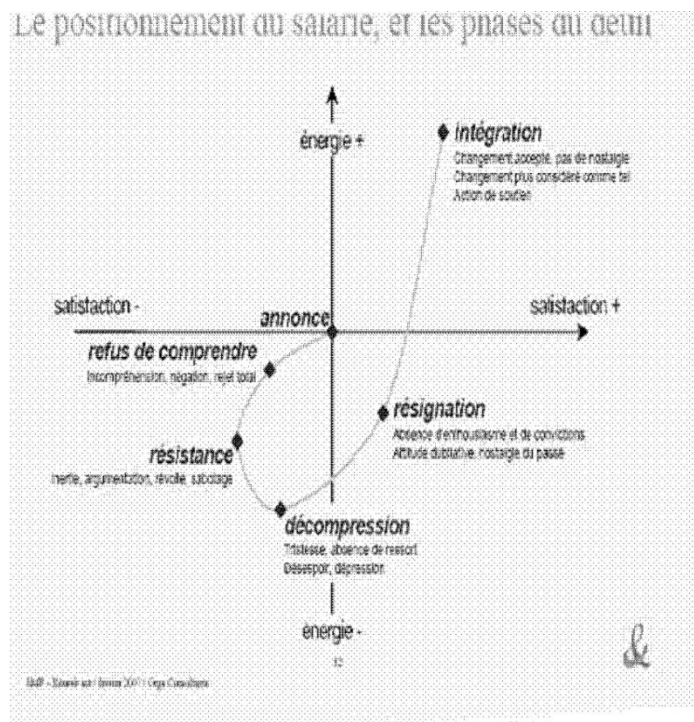 Le positionnement du salarié, et les phases du deuil
énergie +
intégration
Changement accepté, pas de nostalgie
Changement plus considéré comme tel
Action de soutien
satisfaction -
satisfaction +
annonce
refus de comprendre
Incompréhension, négation, rejet total
résignation
Absence d'enthousiasme et de convictions
Attitude dubitative, nostalgie du passé
résistance
Inertie, argumentation, révolte, sabotage
décompression
Tristesse, absence de ressort
Désespoir, dépression
énergie -
12
&
2007